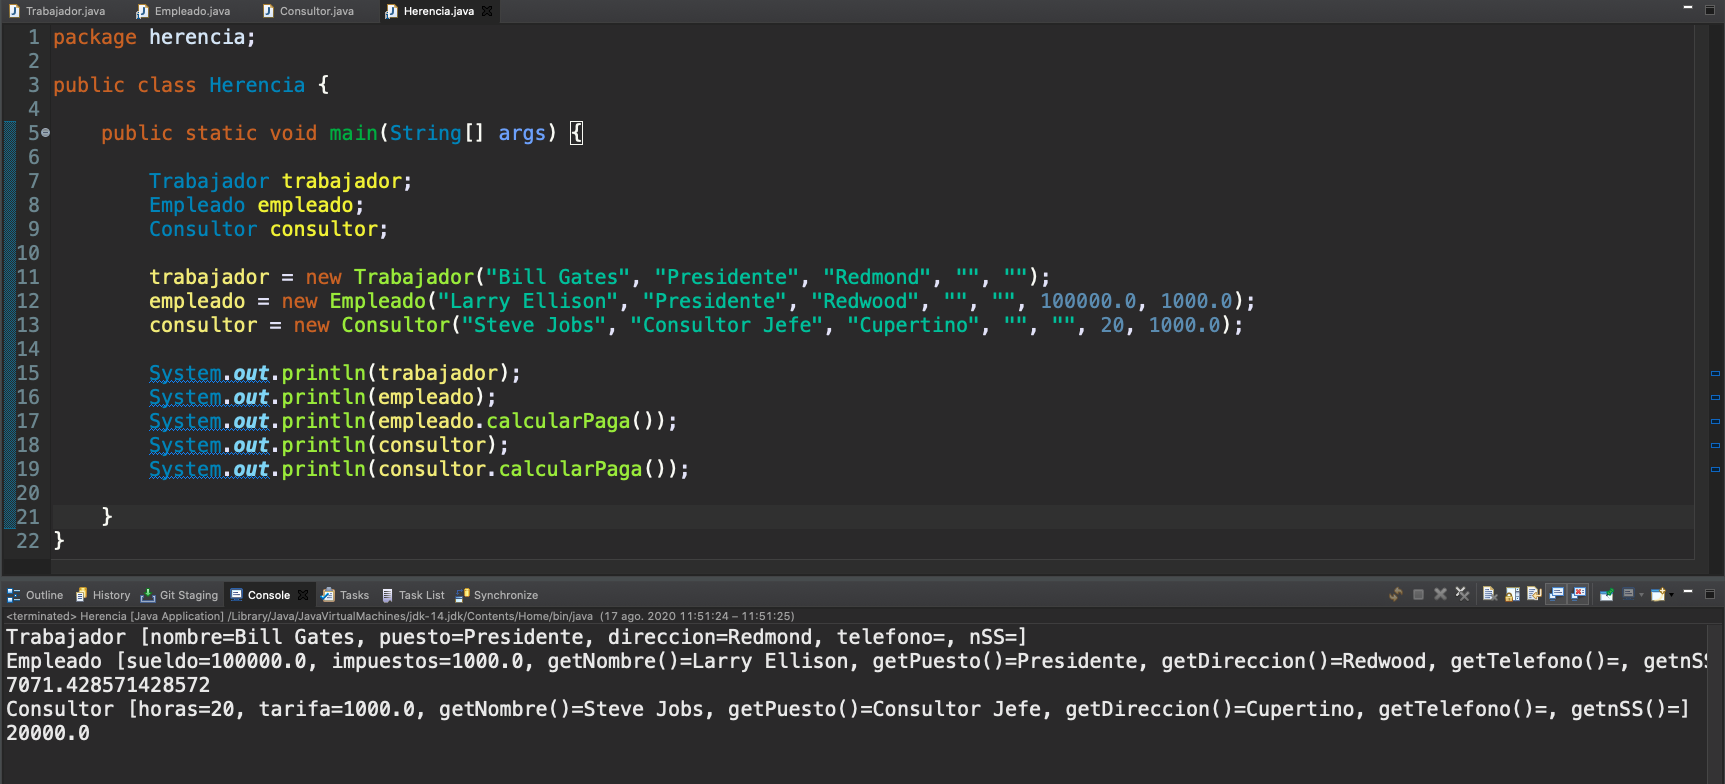 Trabajador.java Empleado.java Consultor.java Herencia.java
1 package herencia;
2
3 public class Herencia {
4
5 public static void main(String[] args) {
6
7 Trabajador trabajador;
8 Empleado empleado;
9 Consultor consultor;
10
11 trabajador = new Trabajador("Bill Gates", "Presidente", "Redmond", "", "");
12 empleado = new Empleado("Larry Ellison", "Presidente", "Redwood", "", "", 100000.0, 1000.0);
13 consultor = new Consultor("Steve Jobs", "Consultor Jefe", "Cupertino", "", "", 20, 1000.0);
14
15 System.out.println(trabajador);
16 System.out.println(empleado);
17 System.out.println(empleado.calcularPaga());
18 System.out.println(consultor);
19 System.out.println(consultor.calcularPaga());
20
21 }
22 }
Outline History Git Staging Console Tasks Task List Synchronize
<terminated> Herencia [Java Application] /Library/Java/JavaVirtualMachines/jdk-14.jdk/Contents/Home/bin/java (17 ago. 2020 11:51:24 – 11:51:25)
Trabajador [nombre=Bill Gates, puesto=Presidente, direccion=Redmond, telefono=, nSS=]
Empleado [sueldo=100000.0, impuestos=1000.0, getNombre()=Larry Ellison, getPuesto()=Presidente, getDireccion()=Redwood, getTelefono()=, getnS
7071.428571428572
Consultor [horas=20, tarifa=1000.0, getNombre()=Steve Jobs, getPuesto()=Consultor Jefe, getDireccion()=Cupertino, getTelefono()=, getnSS()=]
20000.0